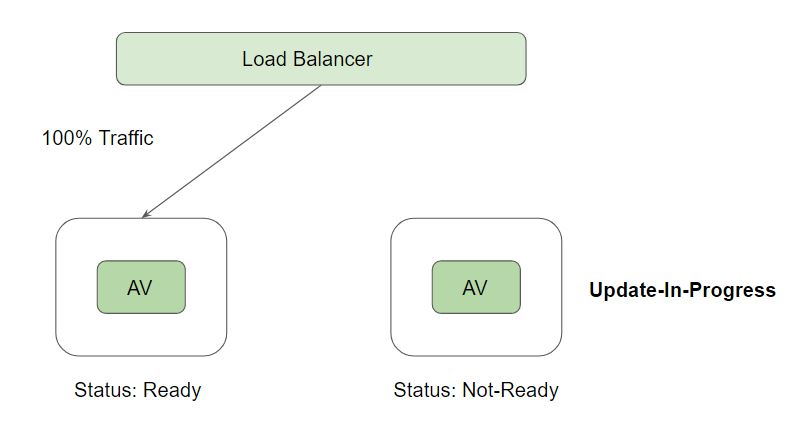 Load Balancer
100% Traffic
AV
AV
Update-In-Progress
Status: Ready
Status: Not-Ready